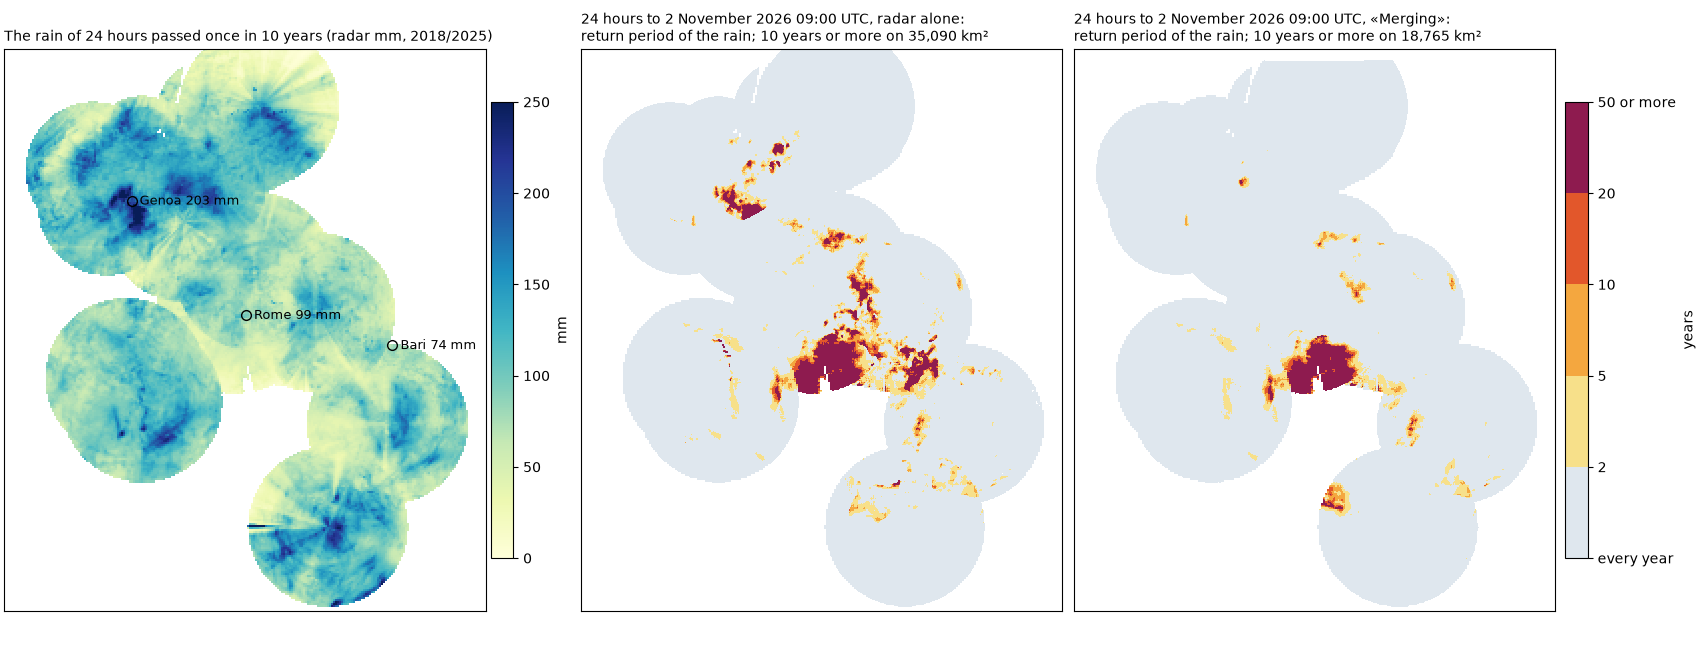 The rain of 24 hours passed once in 10 years (radar mm, 2018/2025)
Genoa 203 mm
Rome 99 mm
Bari 74 mm
250
200
150
100
50
0
mm
24 hours to 2 November 2026 09:00 UTC, radar alone:
return period of the rain; 10 years or more on 35,090 km²
24 hours to 2 November 2026 09:00 UTC, «Merging»:
return period of the rain; 10 years or more on 18,765 km²
50 or more
20
10
5
2
every year
years